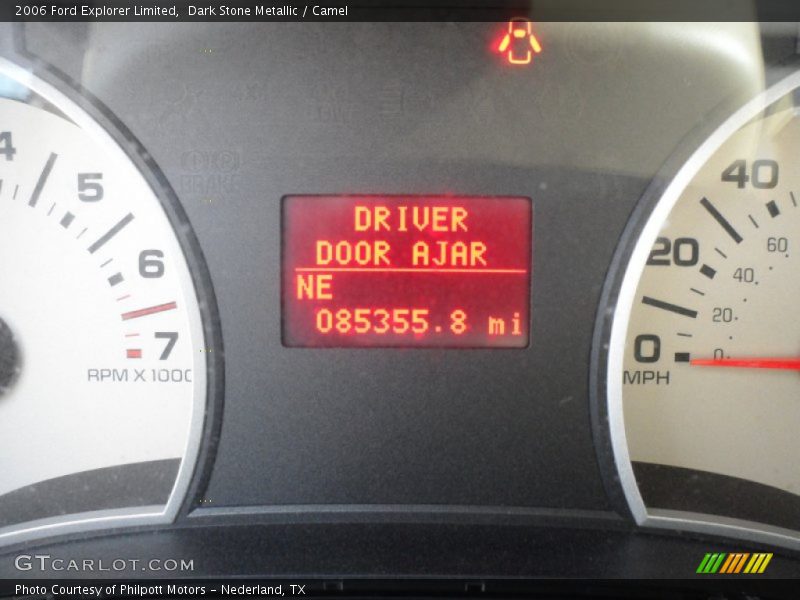 2006 Ford Explorer Limited,  Dark Stone Metallic / Camel
4
5
6
7
RPM X 1000
DRIVER
DOOR AJAR
NE
085355.8 mi
40
20
0
60
40
20
0
MPH
BRAKE
GTCARLOT.COM
Photo Courtesy of Philpott Motors – Nederland, TX